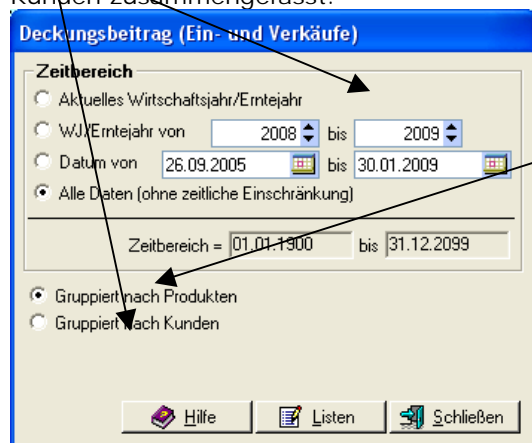 Kunden zusammengefasst.
Deckungsbeitrag (Ein- und Verkäufe)
Zeitbereich
Aktuelles Wirtschaftsjahr/Erntejahr
WJ/Erntejahr von 2008 bis 2009
Datum von 26.09.2005 bis 30.01.2009
Alle Daten (ohne zeitliche Einschränkung)
Zeitbereich = 01.01.1900 bis 31.12.2099
Gruppiert nach Produkten
Gruppiert nach Kunden
Hilfe Listen Schließen